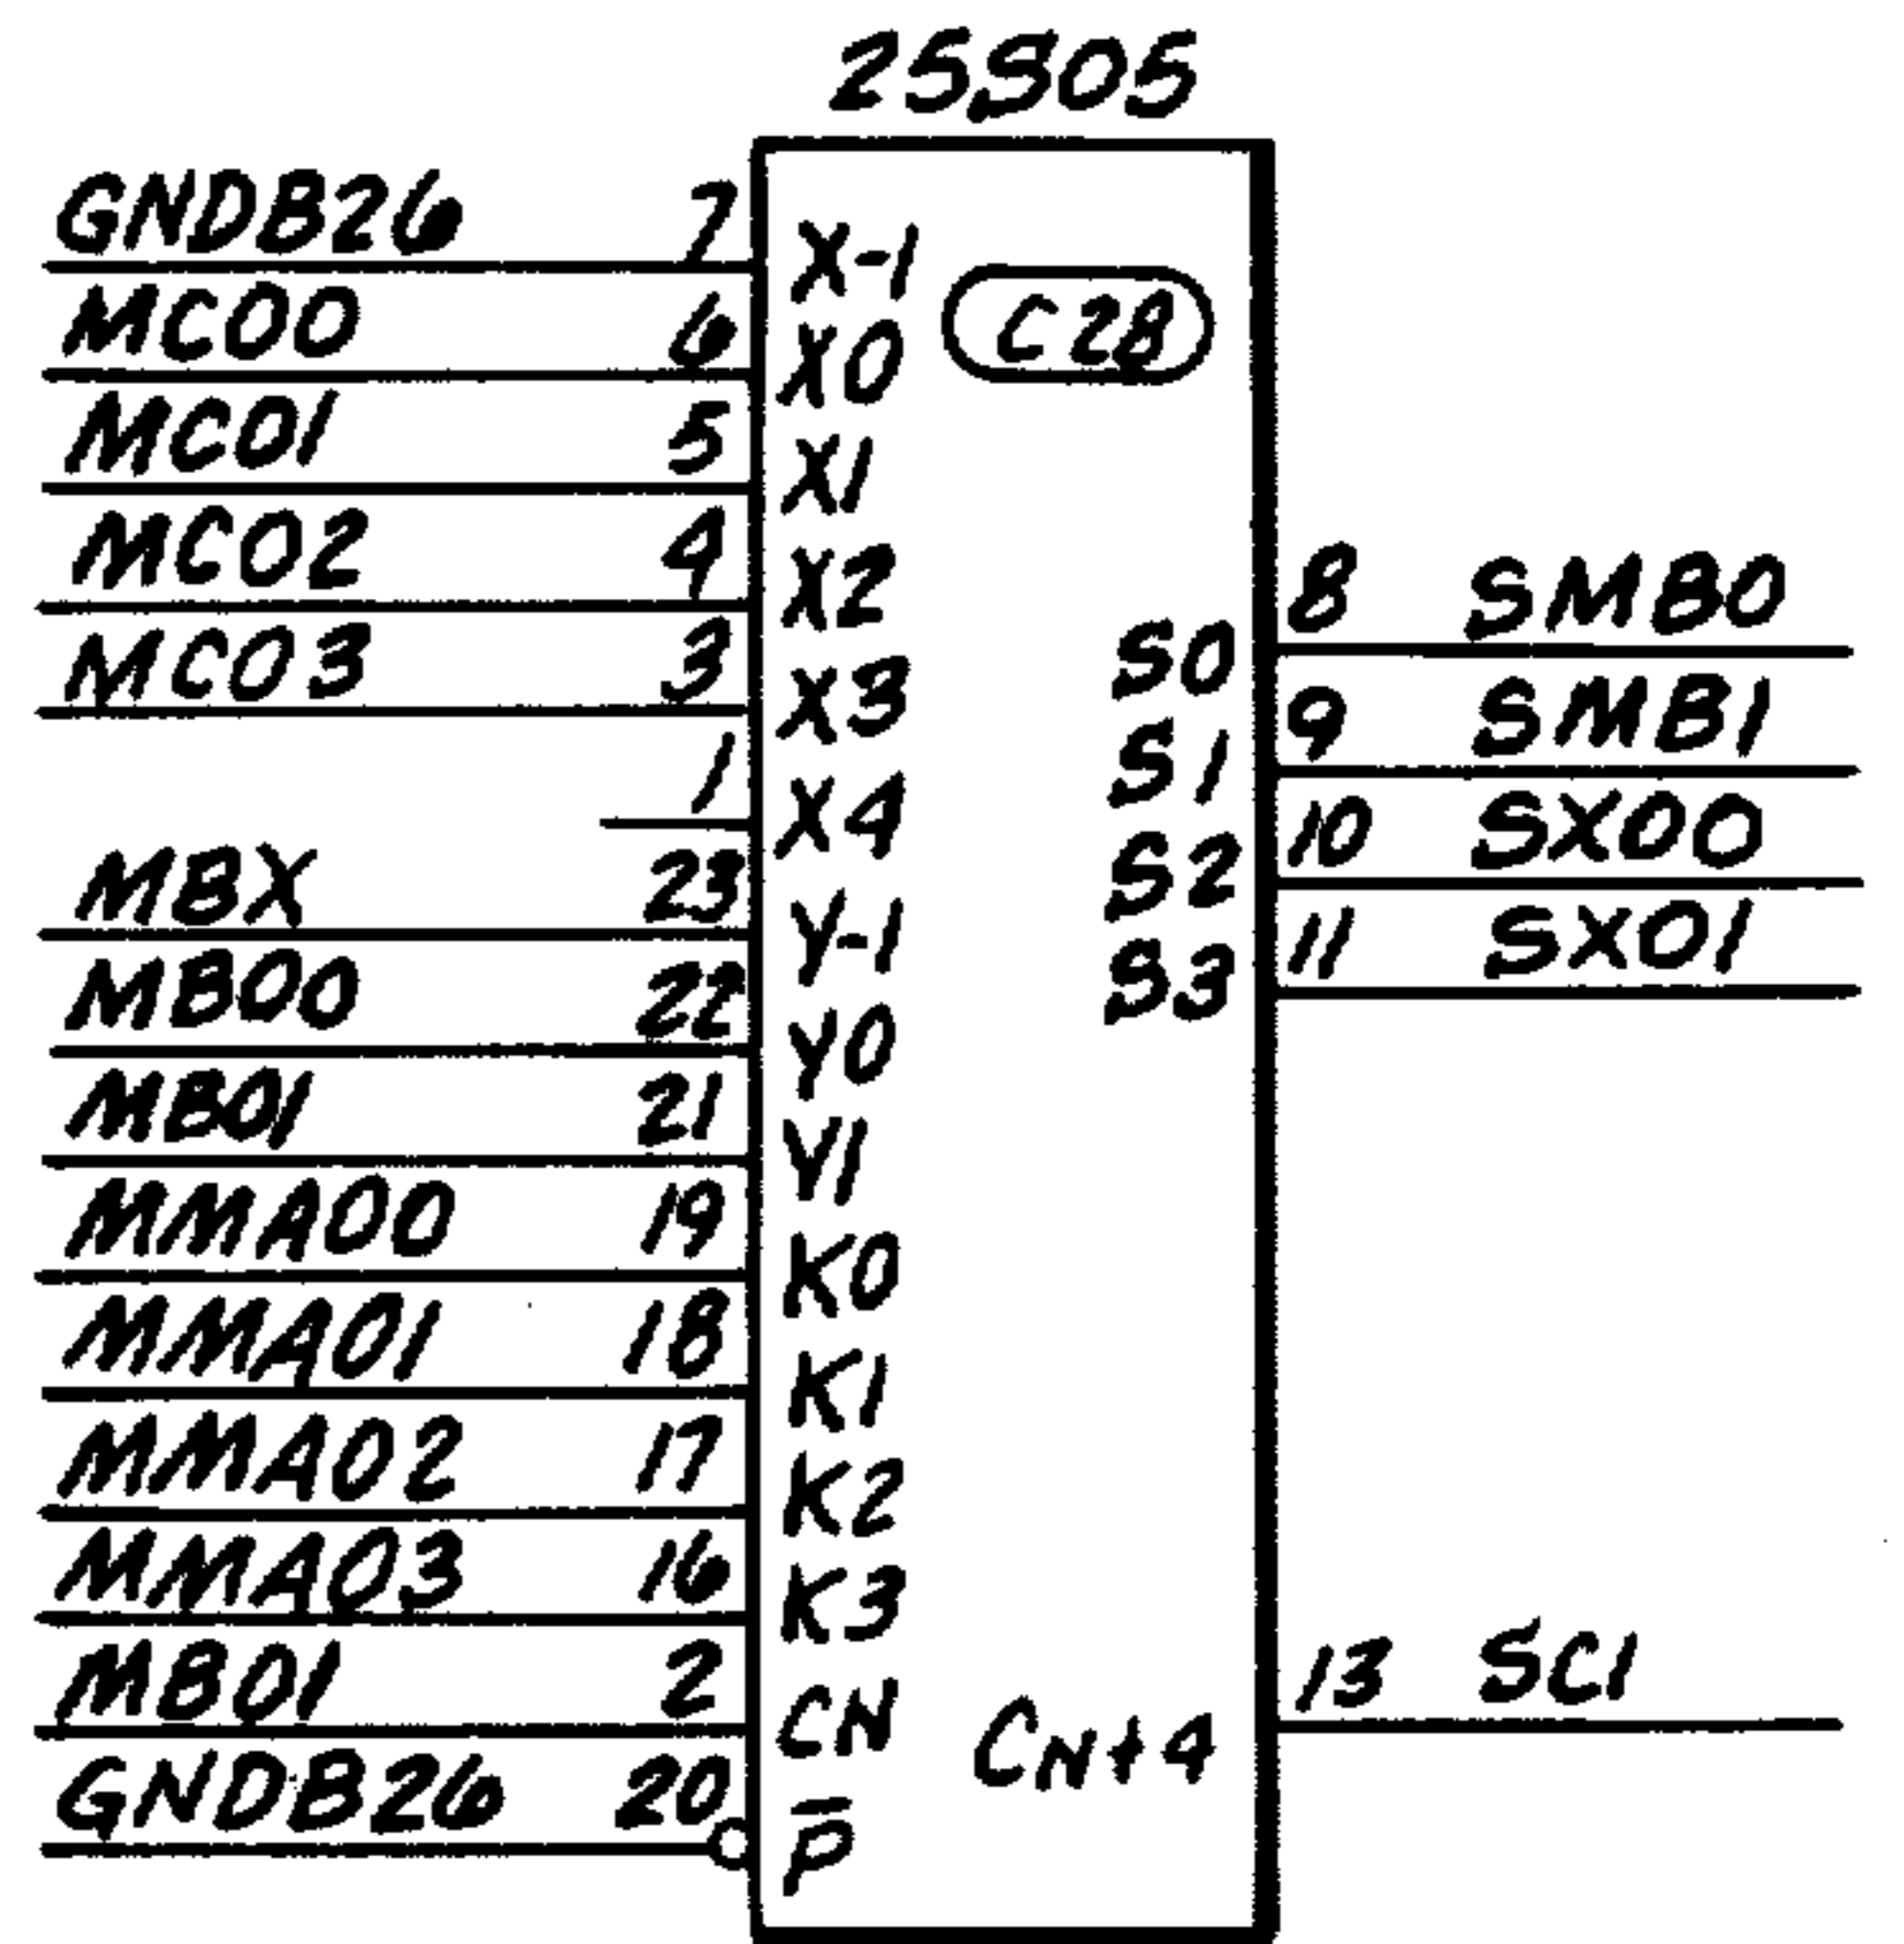 25S05
GNDB26 7 X-1
C28
MC00 6 X0
MC01 5 X1
MC02 4 X2
MC03 3 X3
1 X4
MBX 23 Y-1
MB00 22 Y0
MB01 21 Y1
MMA00 19 K0
MMA01 18 K1
MMA02 17 K2
MMA03 16 K3
MB01 2 CN
GNDB26 20 P̅
S0 8 SMB0
S1 9 SMB1
S2 10 SX00
S3 11 SX01
CN+4 13 SC1